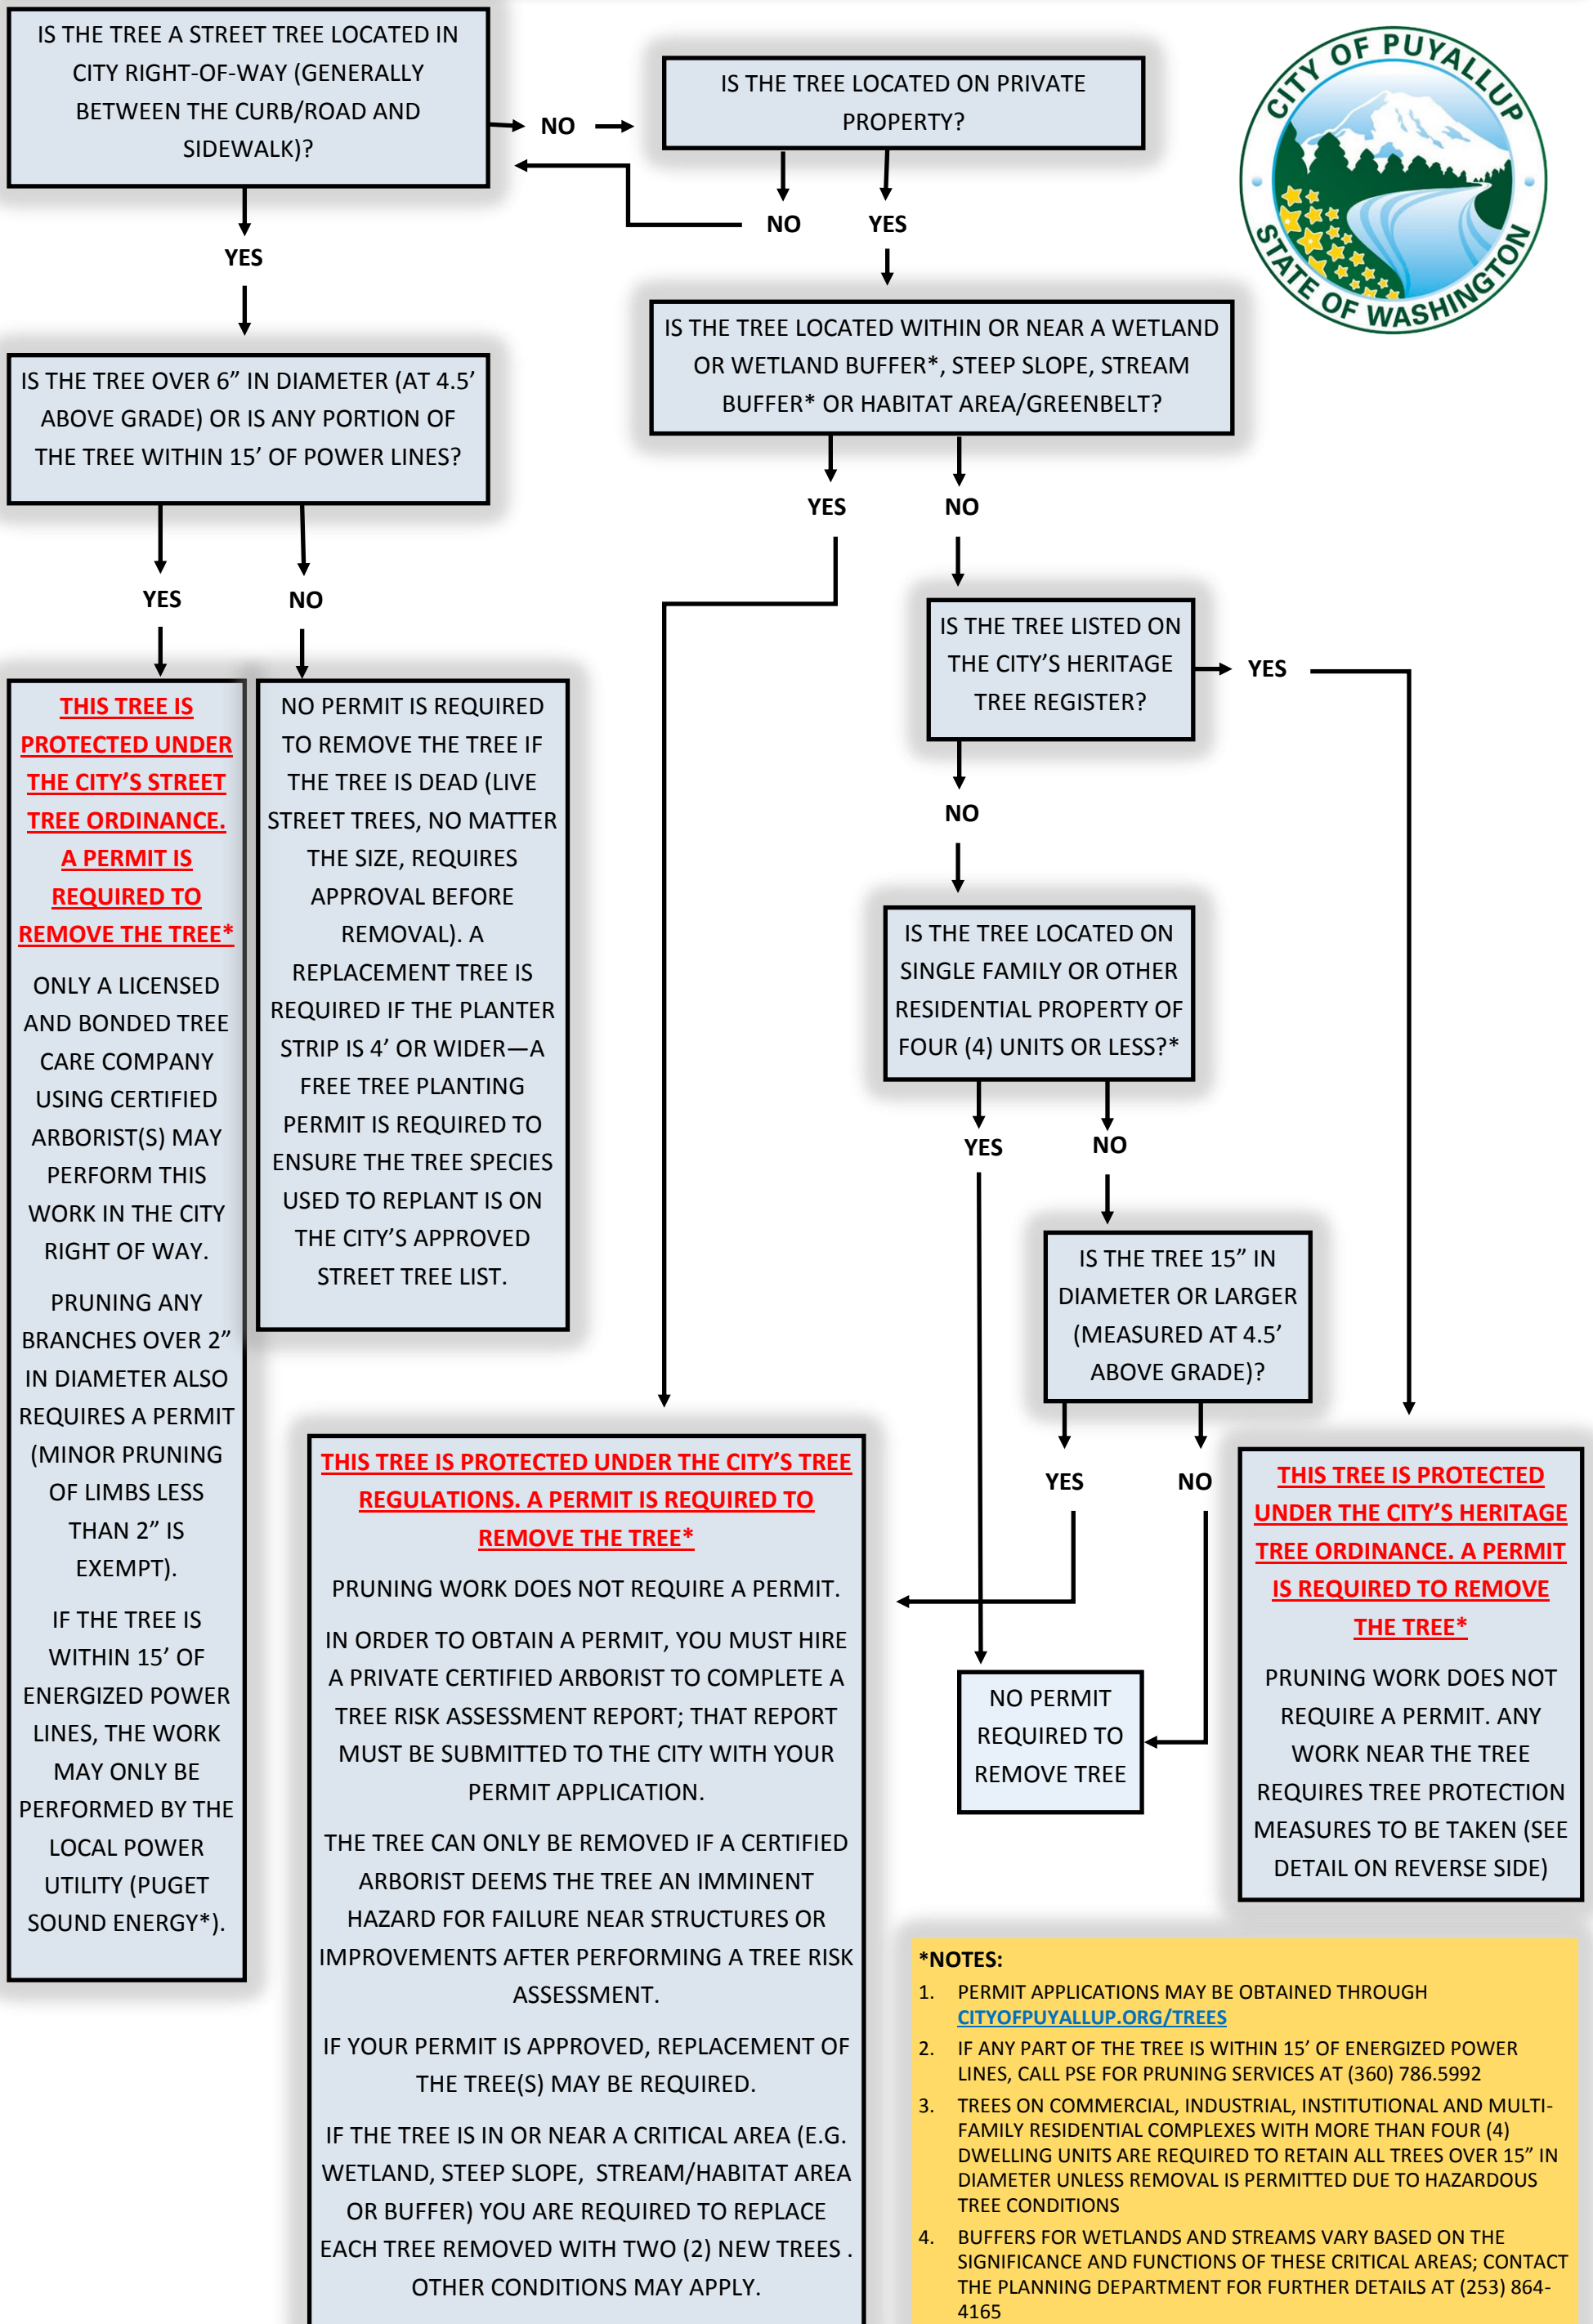 IS THE TREE A STREET TREE LOCATED IN
CITY RIGHT-OF-WAY (GENERALLY
BETWEEN THE CURB/ROAD AND
SIDEWALK)?
NO
IS THE TREE LOCATED ON PRIVATE
PROPERTY?
CITY OF PUYALLUP
STATE OF WASHINGTON
NO
YES
YES
IS THE TREE OVER 6” IN DIAMETER (AT 4.5’
ABOVE GRADE) OR IS ANY PORTION OF
THE TREE WITHIN 15’ OF POWER LINES?
IS THE TREE LOCATED WITHIN OR NEAR A WETLAND
OR WETLAND BUFFER*, STEEP SLOPE, STREAM
BUFFER* OR HABITAT AREA/GREENBELT?
YES
NO
YES
NO
IS THE TREE LISTED ON
THE CITY’S HERITAGE
TREE REGISTER?
YES
NO
THIS TREE IS
PROTECTED UNDER
THE CITY’S STREET
TREE ORDINANCE.
A PERMIT IS
REQUIRED TO
REMOVE THE TREE*
ONLY A LICENSED
AND BONDED TREE
CARE COMPANY
USING CERTIFIED
ARBORIST(S) MAY
PERFORM THIS
WORK IN THE CITY
RIGHT OF WAY.
PRUNING ANY
BRANCHES OVER 2”
IN DIAMETER ALSO
REQUIRES A PERMIT
(MINOR PRUNING
OF LIMBS LESS
THAN 2” IS
EXEMPT).
IF THE TREE IS
WITHIN 15’ OF
ENERGIZED POWER
LINES, THE WORK
MAY ONLY BE
PERFORMED BY THE
LOCAL POWER
UTILITY (PUGET
SOUND ENERGY*).
NO PERMIT IS REQUIRED
TO REMOVE THE TREE IF
THE TREE IS DEAD (LIVE
STREET TREES, NO MATTER
THE SIZE, REQUIRES
APPROVAL BEFORE
REMOVAL). A
REPLACEMENT TREE IS
REQUIRED IF THE PLANTER
STRIP IS 4’ OR WIDER—A
FREE TREE PLANTING
PERMIT IS REQUIRED TO
ENSURE THE TREE SPECIES
USED TO REPLANT IS ON
THE CITY’S APPROVED
STREET TREE LIST.
IS THE TREE LOCATED ON
SINGLE FAMILY OR OTHER
RESIDENTIAL PROPERTY OF
FOUR (4) UNITS OR LESS?*
YES
NO
IS THE TREE 15” IN
DIAMETER OR LARGER
(MEASURED AT 4.5’
ABOVE GRADE)?
YES
NO
THIS TREE IS PROTECTED UNDER THE CITY’S TREE
REGULATIONS. A PERMIT IS REQUIRED TO
REMOVE THE TREE*
PRUNING WORK DOES NOT REQUIRE A PERMIT.
IN ORDER TO OBTAIN A PERMIT, YOU MUST HIRE
A PRIVATE CERTIFIED ARBORIST TO COMPLETE A
TREE RISK ASSESSMENT REPORT; THAT REPORT
MUST BE SUBMITTED TO THE CITY WITH YOUR
PERMIT APPLICATION.
THE TREE CAN ONLY BE REMOVED IF A CERTIFIED
ARBORIST DEEMS THE TREE AN IMMINENT
HAZARD FOR FAILURE NEAR STRUCTURES OR
IMPROVEMENTS AFTER PERFORMING A TREE RISK
ASSESSMENT.
IF YOUR PERMIT IS APPROVED, REPLACEMENT OF
THE TREE(S) MAY BE REQUIRED.
IF THE TREE IS IN OR NEAR A CRITICAL AREA (E.G.
WETLAND, STEEP SLOPE, STREAM/HABITAT AREA
OR BUFFER) YOU ARE REQUIRED TO REPLACE
EACH TREE REMOVED WITH TWO (2) NEW TREES .
OTHER CONDITIONS MAY APPLY.
NO PERMIT
REQUIRED TO
REMOVE TREE
THIS TREE IS PROTECTED
UNDER THE CITY’S HERITAGE
TREE ORDINANCE. A PERMIT
IS REQUIRED TO REMOVE
THE TREE*
PRUNING WORK DOES NOT
REQUIRE A PERMIT. ANY
WORK NEAR THE TREE
REQUIRES TREE PROTECTION
MEASURES TO BE TAKEN (SEE
DETAIL ON REVERSE SIDE)
*NOTES:
1. PERMIT APPLICATIONS MAY BE OBTAINED THROUGH
CITYOFPUYALLUP.ORG/TREES
2. IF ANY PART OF THE TREE IS WITHIN 15’ OF ENERGIZED POWER
LINES, CALL PSE FOR PRUNING SERVICES AT (360) 786.5992
3. TREES ON COMMERCIAL, INDUSTRIAL, INSTITUTIONAL AND MULTI-
FAMILY RESIDENTIAL COMPLEXES WITH MORE THAN FOUR (4)
DWELLING UNITS ARE REQUIRED TO RETAIN ALL TREES OVER 15” IN
DIAMETER UNLESS REMOVAL IS PERMITTED DUE TO HAZARDOUS
TREE CONDITIONS
4. BUFFERS FOR WETLANDS AND STREAMS VARY BASED ON THE
SIGNIFICANCE AND FUNCTIONS OF THESE CRITICAL AREAS; CONTACT
THE PLANNING DEPARTMENT FOR FURTHER DETAILS AT (253) 864-
4165